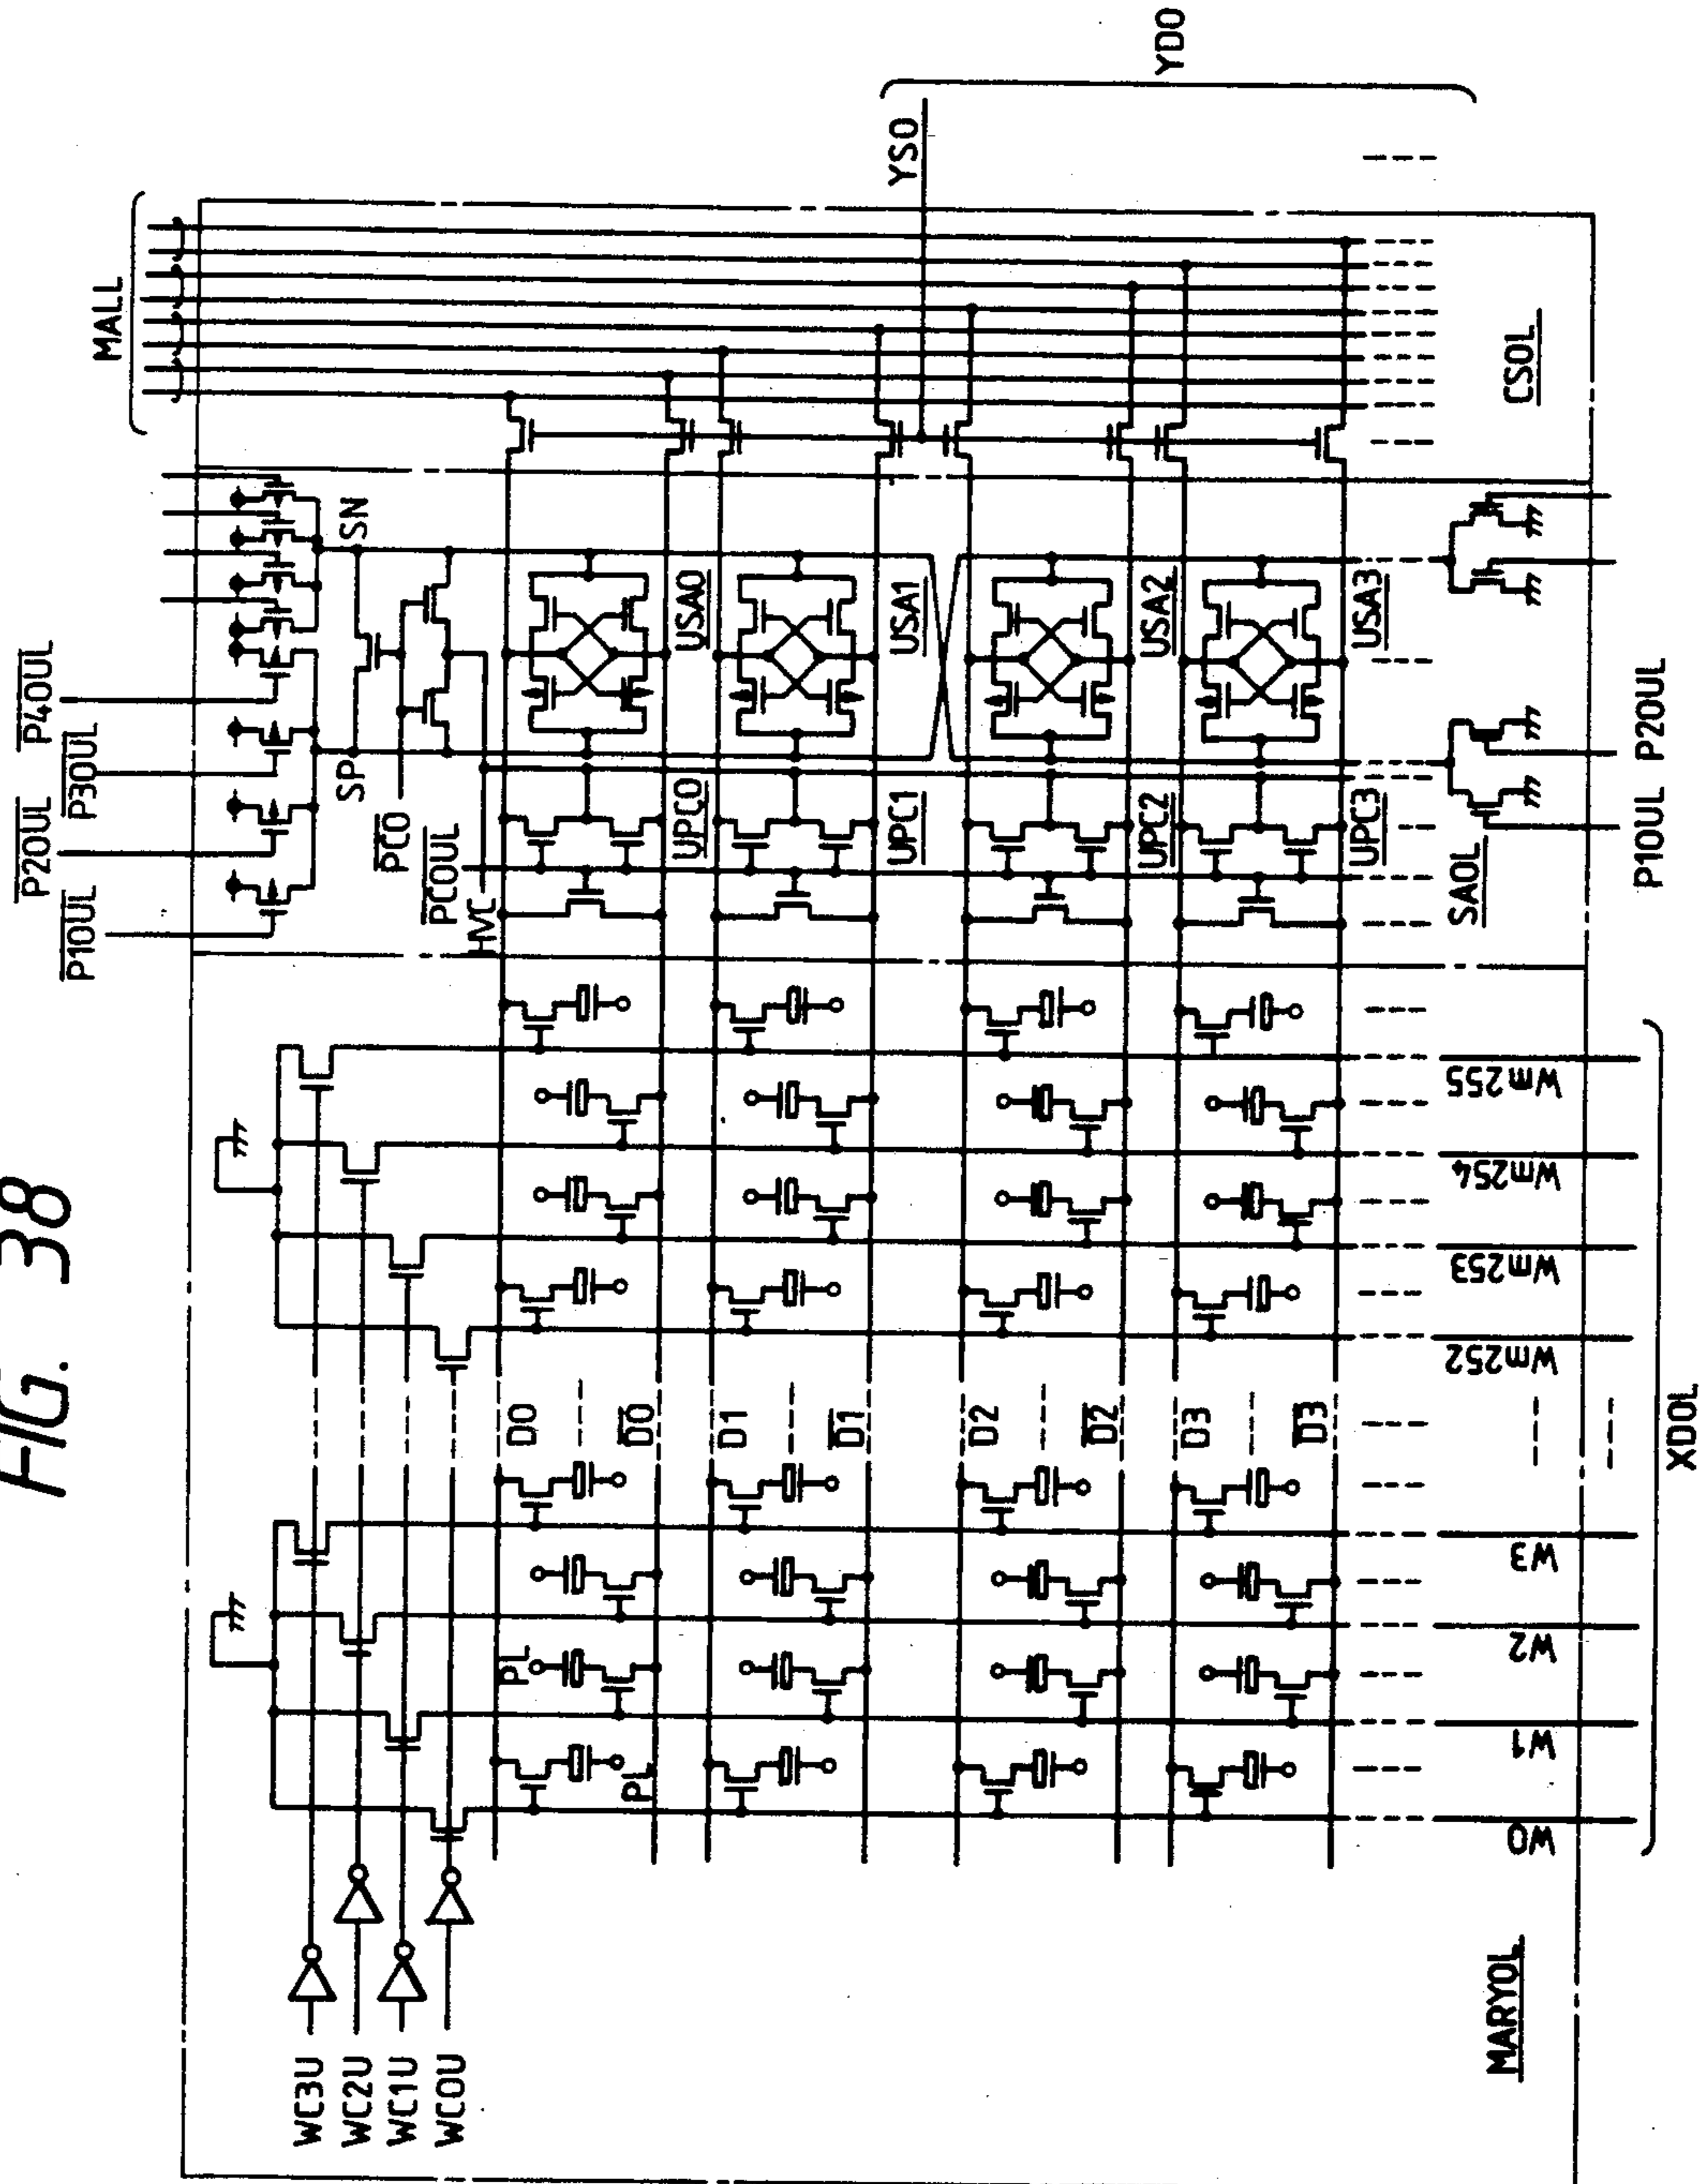 FIG. 38
WC3U
WC2U
WC1U
WC0U
PL
PL
D0
D0
D1
D1
D2
D2
D3
D3
W0
W1
W2
W3
Wm252
Wm253
Wm254
Wm255
XD0L
MARY0L
P10UL
P20UL
P30UL
P40UL
SP
SN
PC0
PC0UL
HVC
UPC0
UPC1
UPC2
UPC3
USA0
USA1
USA2
USA3
SA0L
P10UL
P20UL
MALL
YS0
YD0
CS0L